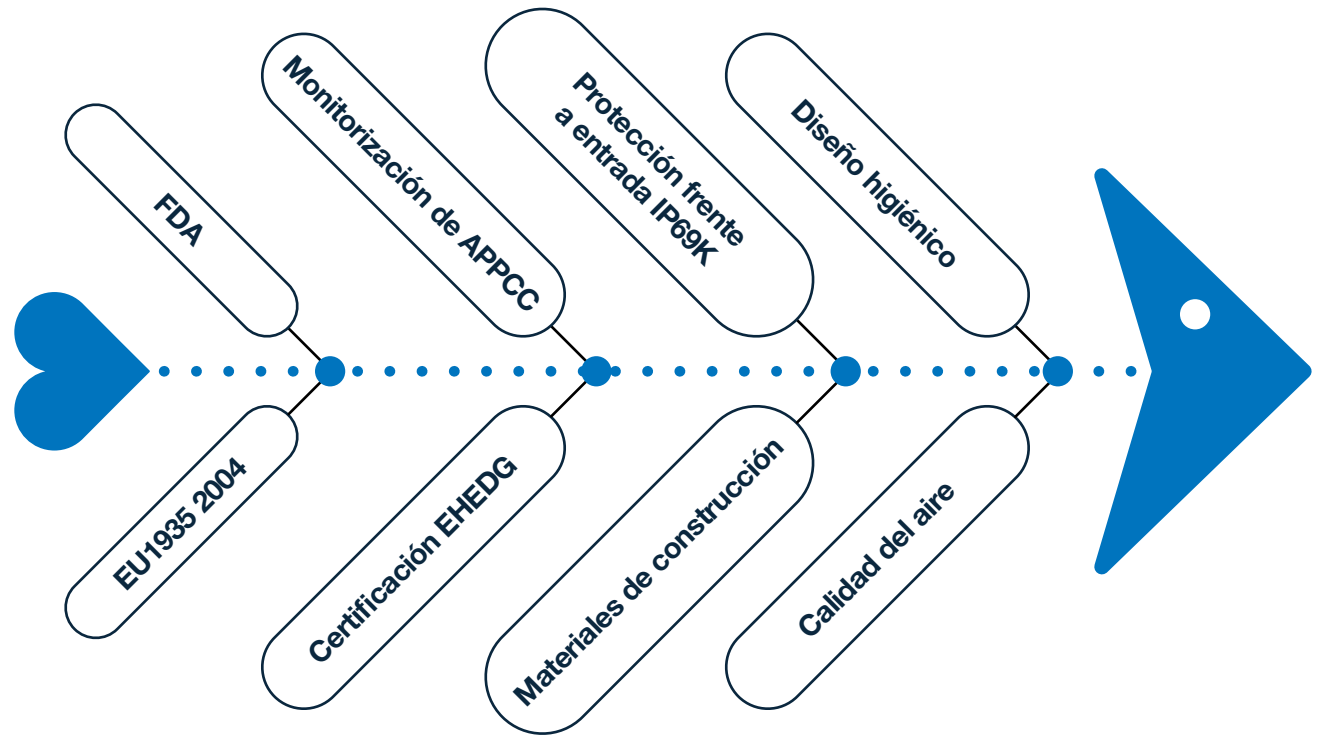 FDA
Monitorización de APPCC
Protección frente
a entrada IP69K
Diseño higiénico
EU1935 2004
Certificación EHEDG
Materiales de construcción
Calidad del aire